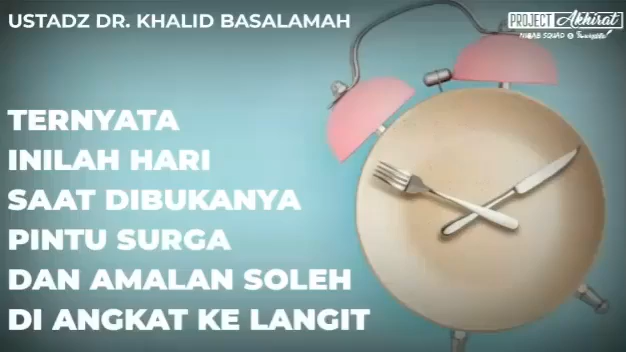 USTADZ DR. KHALID BASALAMAH
PROJECT Akhirat
TERNYATA
INILAH HARI
SAAT DIBUKANYA
PINTU SURGA
DAN AMALAN SOLEH
DI ANGKAT KE LANGIT